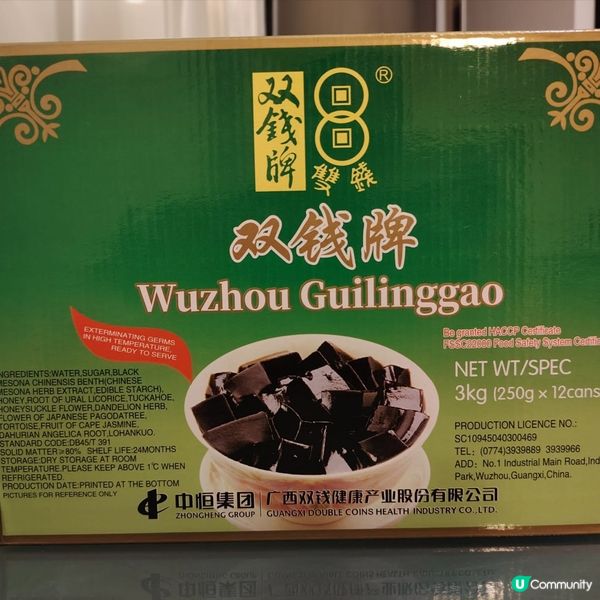 双钱牌
®
雙錢
双钱牌
Wuzhou Guilinggao
EXTERMINATING GERMS
IN HIGH TEMPERATURE,
READY TO SERVE
Be granted HACCP Certificate
FSSC22000 Food Safety System Certific
NET WT/SPEC
3kg (250g × 12cans
INGREDIENTS:WATER,SUGAR,BLACK
MESONA CHINENSIS BENTH(CHINESE
MESONA HERB EXTRACT,EDIBLE STARCH),
HONEY,ROOT OF URAL LICORICE,TUCKAHOE,
HONEYSUCKLE FLOWER,DANDELION HERB,
FLOWER OF JAPANESE PAGODATREE,
TORTOISE,FRUIT OF CAPE JASMINE,
DAHURIAN ANGELICA ROOT,LOHANKUO.
STANDARD CODE:DB45/T 391
SOLID MATTER≥80% SHELF LIFE:24MONTHS
STORAGE:DRY STORAGE AT ROOM
TEMPERATURE.PLEASE KEEP ABOVE 1℃ WHEN
REFRIGERATED.
PRODUCTION DATE:PRINTED AT THE BOTTOM
PICTURES FOR REFERENCE ONLY
PRODUCTION LICENCE NO.:
SC10945040300469
TEL: (0774)3939889 3939966
ADD: No.1 Industrial Main Road,Ind
Park,Wuzhou,Guangxi,China.
中恒集团
ZHONGHENG GROUP
广西双钱健康产业股份有限公司
GUANGXI DOUBLE COINS HEALTH INDUSTRY CO.,LTD.
U Community